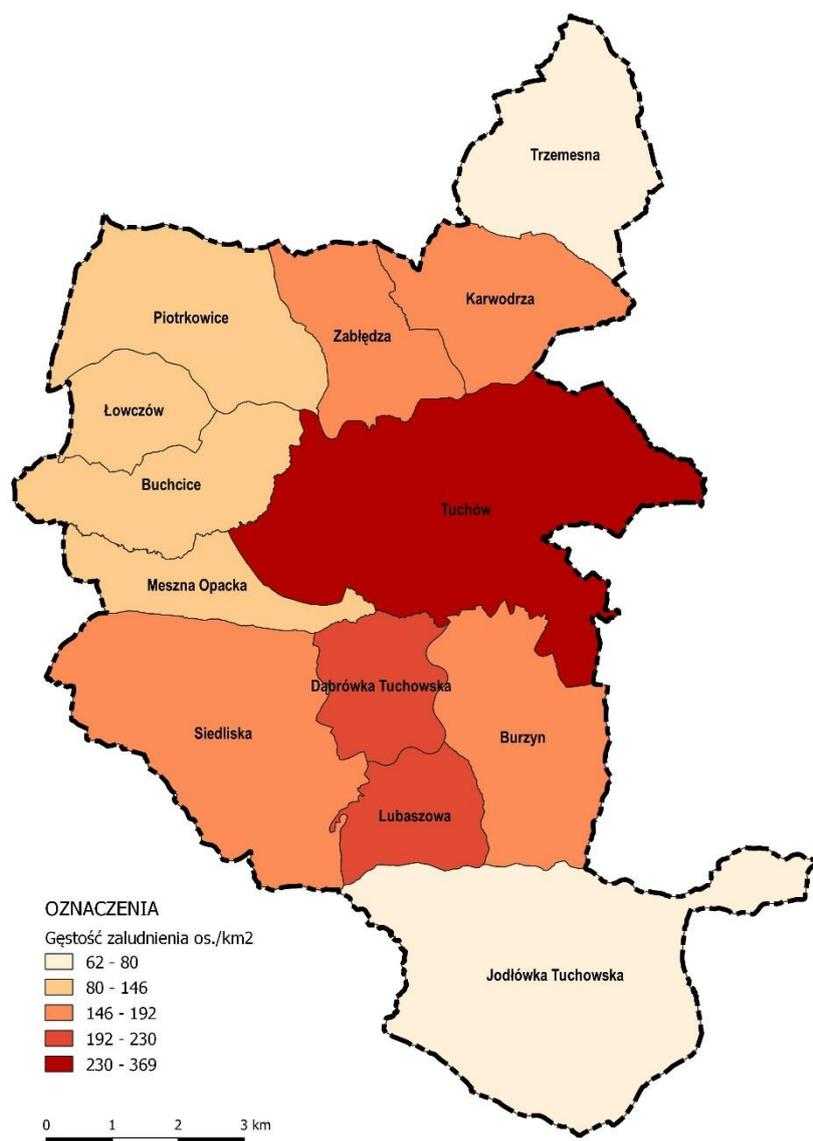 Trzemesna
Karwodrza
Piotrkowice
Zabłędza
Łowczów
Buchcice
Tuchów
Meszna Opacka
Dąbrówka Tuchowska
Siedliska
Burzyn
Lubaszowa
Jodłówka Tuchowska
OZNACZENIA
Gęstość zaludnienia os./km2
62 - 80
80 - 146
146 - 192
192 - 230
230 - 369
0 1 2 3 km